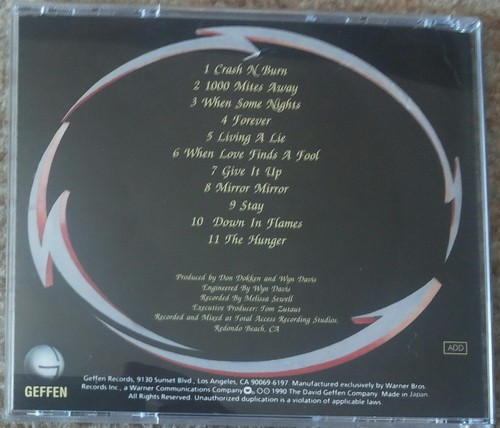 1 Crash N Burn
2 1000 Mites Away
3 When Some Nights
4 Forever
5 Living A Lie
6 When Love Finds A Fool
7 Give It Up
8 Mirror Mirror
9 Stay
10 Down In Flames
11 The Hunger
Produced by Don Dokken and Wyn Davis
Engineered By Wyn Davis
Recorded By Melissa Sewell
Executive Producer: Tom Zutaut
Recorded and Mixed at Total Access Recording Studios.
Redondo Beach, CA
ADD
GEFFEN
Geffen Records, 9130 Sunset Blvd., Los Angeles, CA 90069-6197. Manufactured exclusively by Warner Bros.
Records Inc., a Warner Communications Company, ℗© 1990 The David Geffen Company Made in Japan.
All Rights Reserved. Unauthorized duplication is a violation of applicable laws.